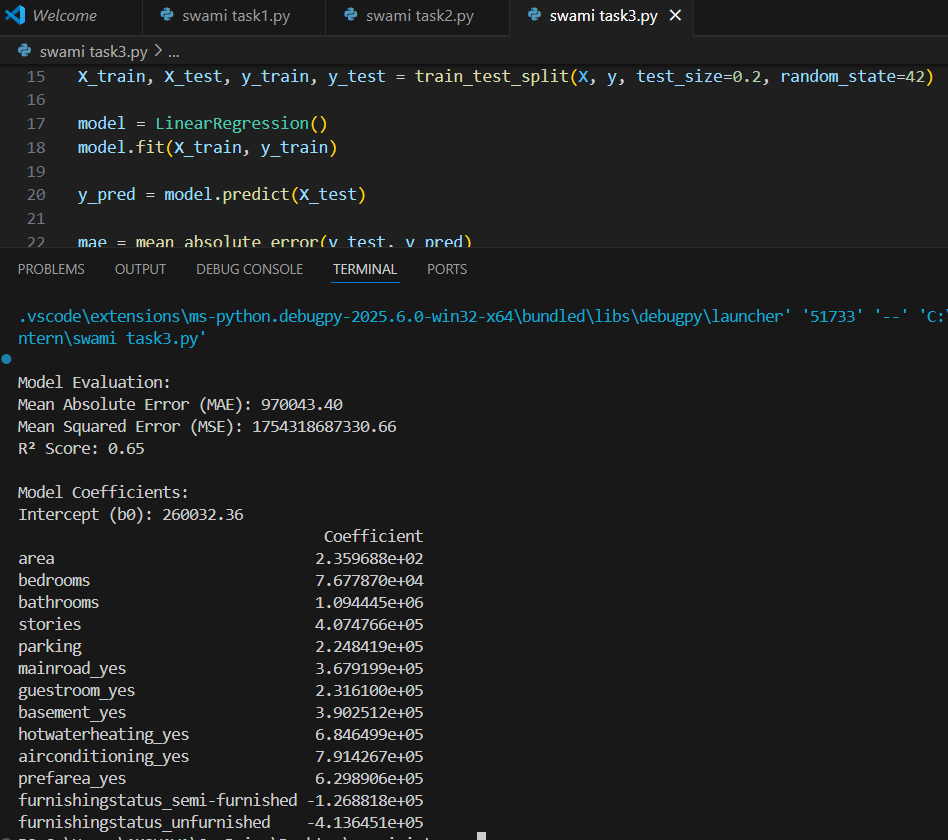 Welcome
swami task1.py
swami task2.py
swami task3.py
swami task3.py > ...
15 X_train, X_test, y_train, y_test = train_test_split(X, y, test_size=0.2, random_state=42)
16
17 model = LinearRegression()
18 model.fit(X_train, y_train)
19
20 y_pred = model.predict(X_test)
21
22 mae = mean_absolute_error(y_test, y_pred)
PROBLEMS OUTPUT DEBUG CONSOLE TERMINAL PORTS
.vscode\extensions\ms-python.debugpy-2025.6.0-win32-x64\bundled\libs\debugpy\launcher' '51733' '--' 'C:\
ntern\swami task3.py'
Model Evaluation:
Mean Absolute Error (MAE): 970043.40
Mean Squared Error (MSE): 1754318687330.66
R² Score: 0.65
Model Coefficients:
Intercept (b0): 260032.36
Coefficient
area 2.359688e+02
bedrooms 7.677870e+04
bathrooms 1.094445e+06
stories 4.074766e+05
parking 2.248419e+05
mainroad_yes 3.679199e+05
guestroom_yes 2.316100e+05
basement_yes 3.902512e+05
hotwaterheating_yes 6.846499e+05
airconditioning_yes 7.914267e+05
prefarea_yes 6.298906e+05
furnishingstatus_semi-furnished -1.268818e+05
furnishingstatus_unfurnished -4.136451e+05